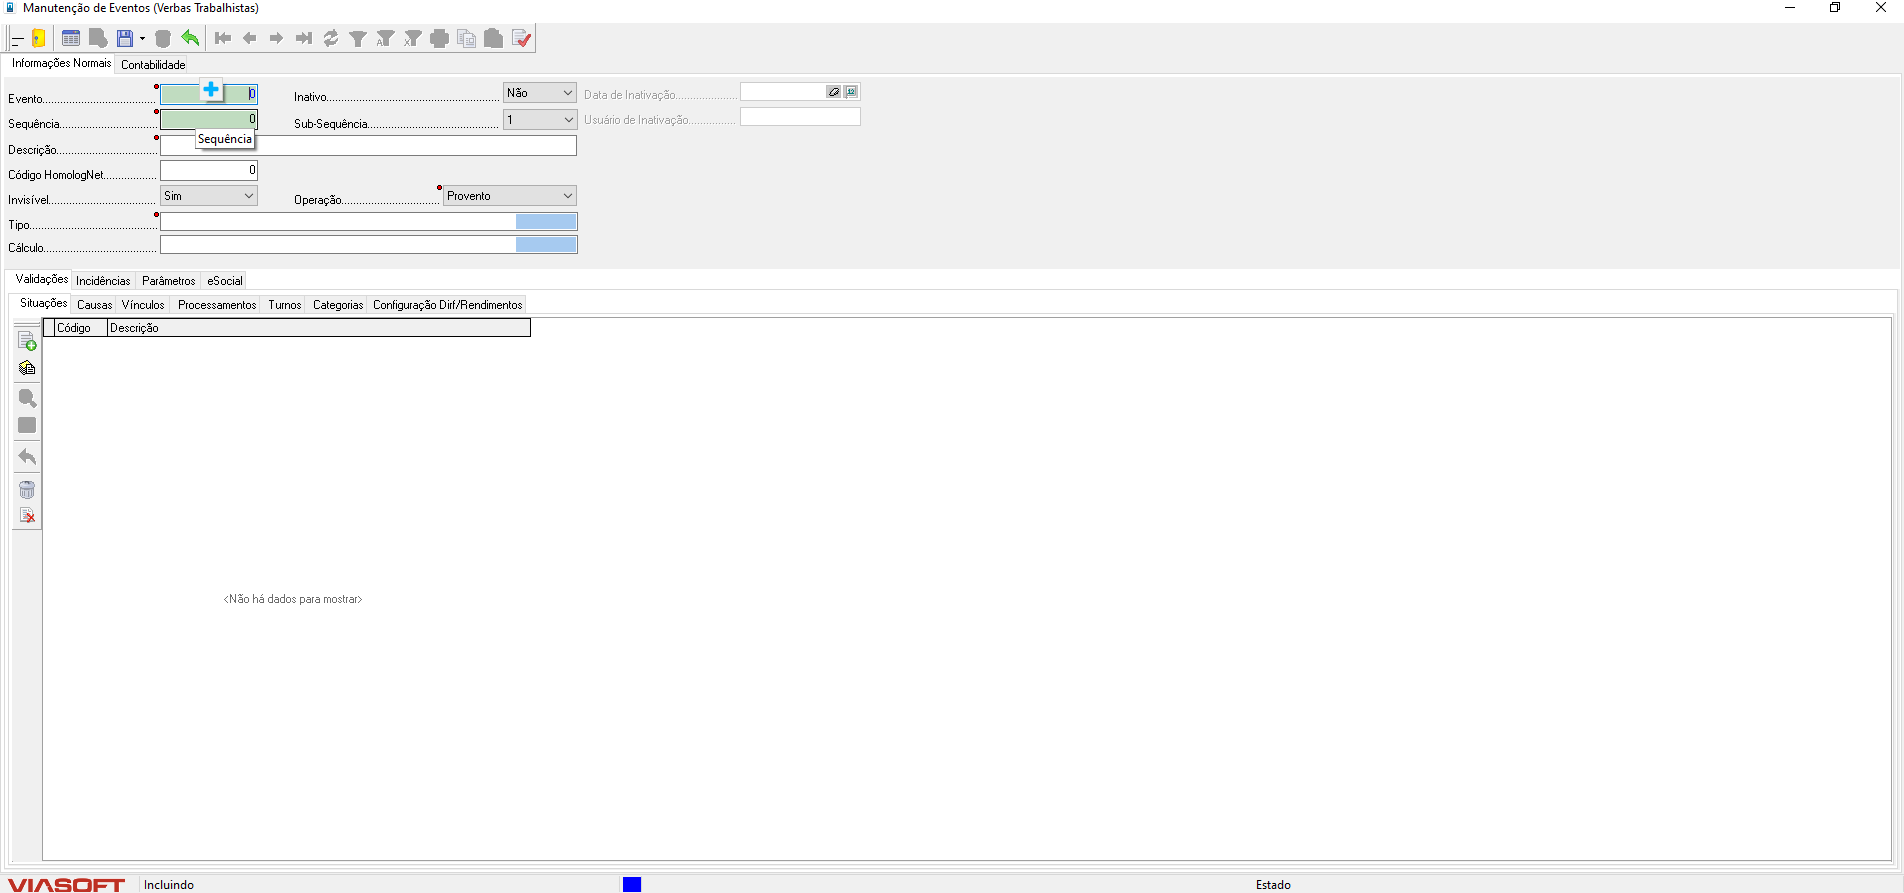 Manutenção de Eventos (Verbas Trabalhistas)
Informações Normais Contabilidade
Evento 0 Inativo Não Data de Inativação
Sequência 0 Sub-Sequência 1 Usuário de Inativação
Sequência
Descrição
Código HomologNet 0
Invisível Sim Operação Provento
Tipo
Cálculo
Validações Incidências Parâmetros eSocial
Situações Causas Vínculos Processamentos Turnos Categorias Configuração Dirf/Rendimentos
Código Descrição
<Não há dados para mostrar>
VIASOFT Incluindo Estado